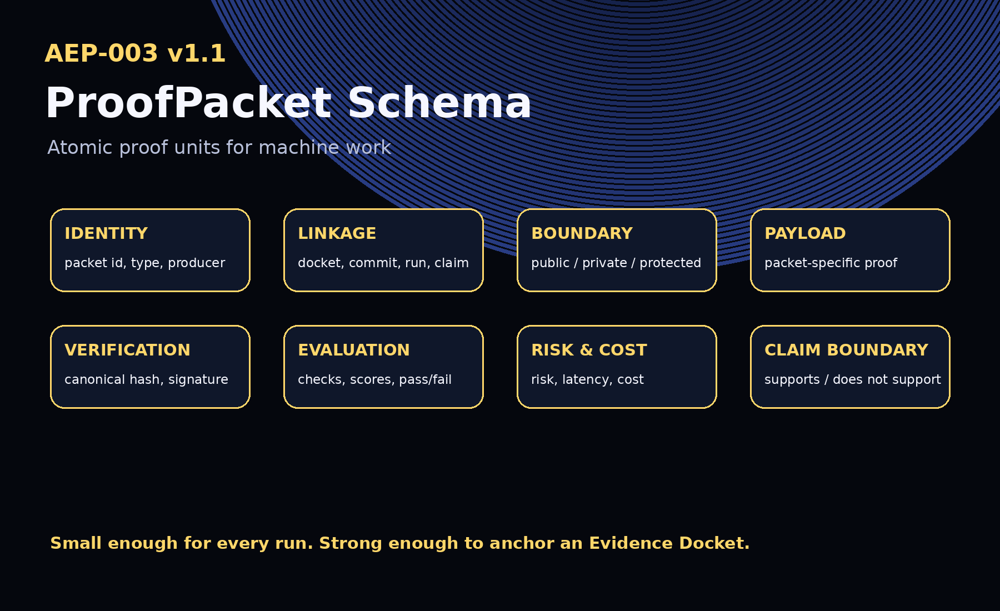 AEP-003 v1.1
ProofPacket Schema
Atomic proof units for machine work
IDENTITY
packet id, type, producer
LINKAGE
docket, commit, run, claim
BOUNDARY
public / private / protected
PAYLOAD
packet-specific proof
VERIFICATION
canonical hash, signature
EVALUATION
checks, scores, pass/fail
RISK & COST
risk, latency, cost
CLAIM BOUNDARY
supports / does not support
Small enough for every run. Strong enough to anchor an Evidence Docket.